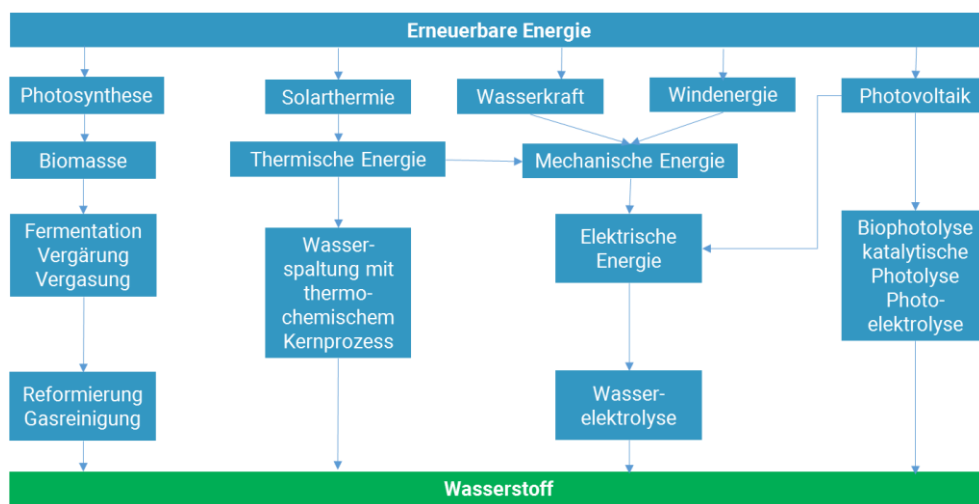 Erneuerbare Energie
Photosynthese
Solarthermie
Wasserkraft
Windenergie
Photovoltaik
Biomasse
Thermische Energie
Mechanische Energie
Fermentation
Vergärung
Vergasung
Wasser-
spaltung mit
thermo-
chemischem
Kernprozess
Elektrische
Energie
Biophotolyse
katalytische
Photolyse
Photo-
elektrolyse
Reformierung
Gasreinigung
Wasser-
elektrolyse
Wasserstoff